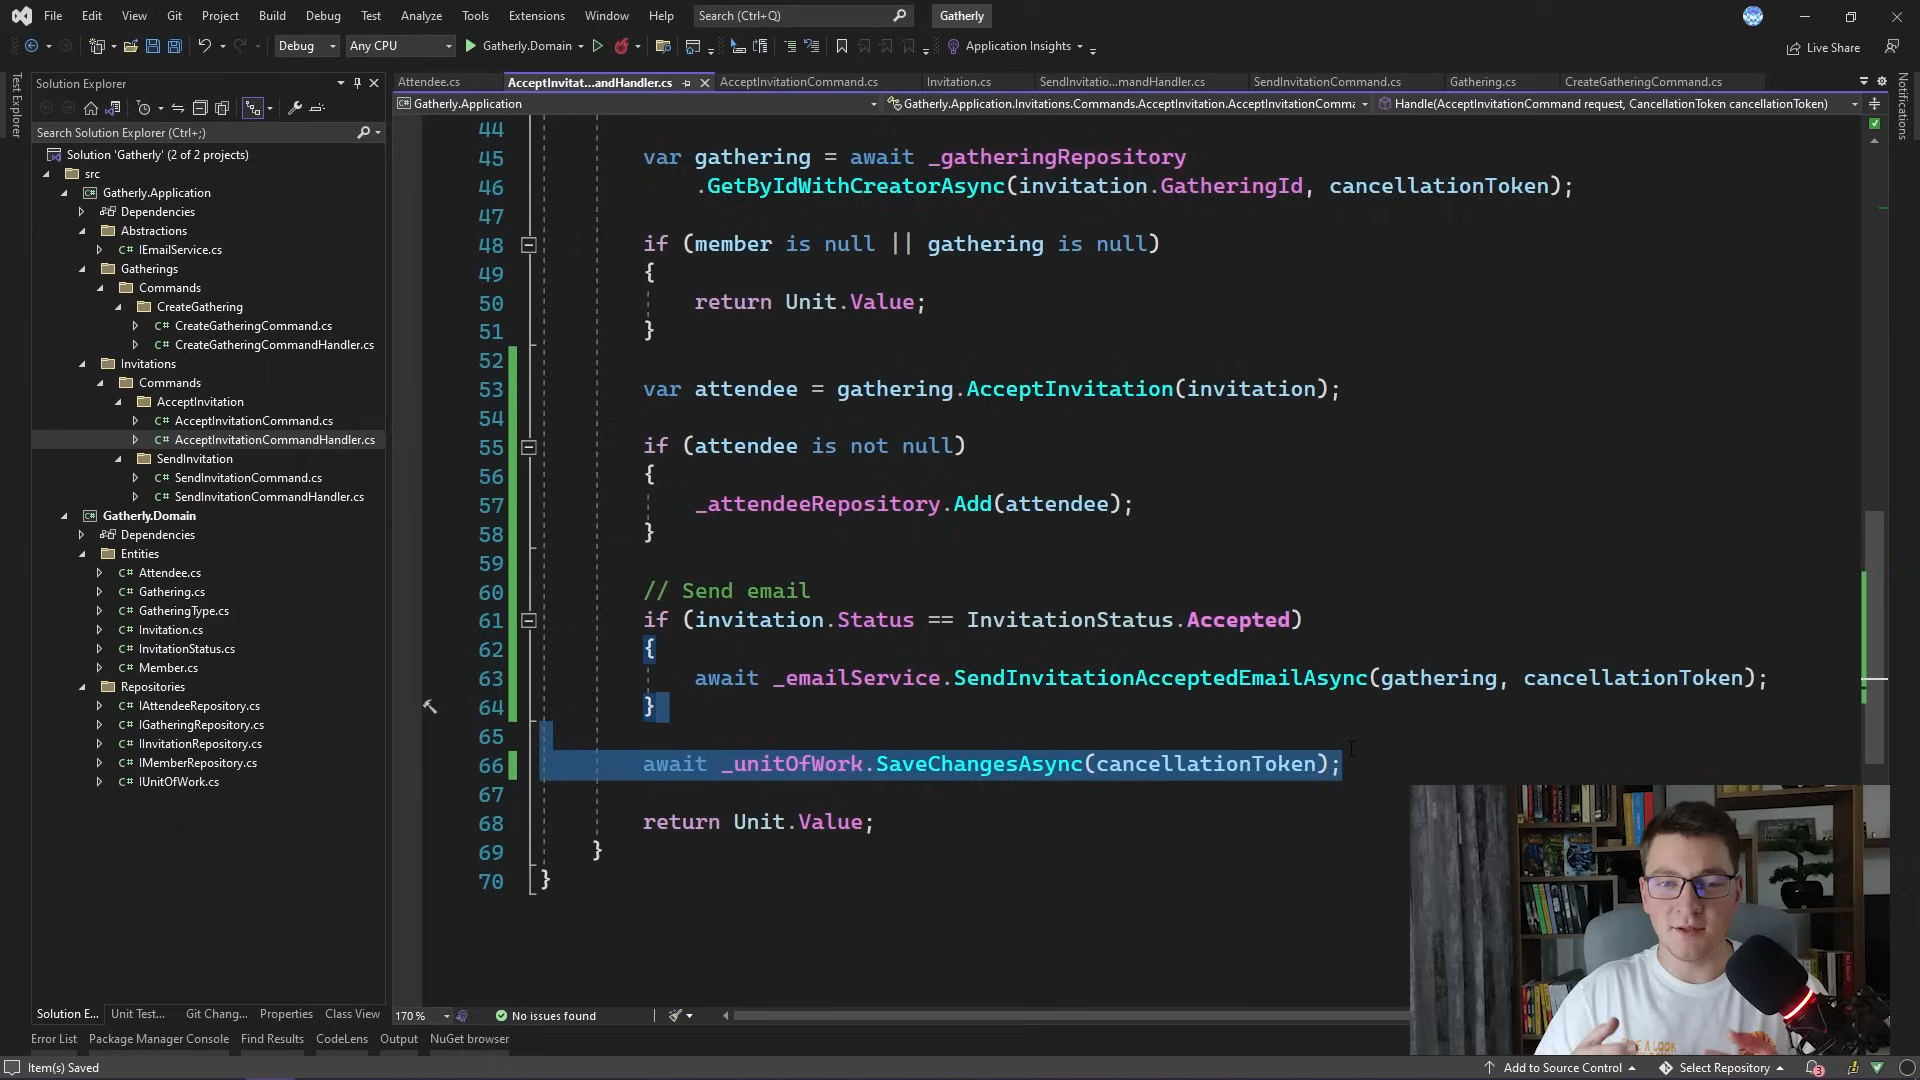 File Edit View Git Project Build Debug Test Analyze Tools Extensions Window Help Search (Ctrl+Q) Gatherly
Debug Any CPU Gatherly.Domain Application Insights Live Share
Test Explorer
Solution Explorer
Search Solution Explorer (Ctrl+;)
Solution 'Gatherly' (2 of 2 projects)
src
Gatherly.Application
Dependencies
Abstractions
C# IEmailService.cs
Gatherings
Commands
CreateGathering
C# CreateGatheringCommand.cs
C# CreateGatheringCommandHandler.cs
Invitations
Commands
AcceptInvitation
C# AcceptInvitationCommand.cs
C# AcceptInvitationCommandHandler.cs
SendInvitation
C# SendInvitationCommand.cs
C# SendInvitationCommandHandler.cs
Gatherly.Domain
Dependencies
Entities
C# Attendee.cs
C# Gathering.cs
C# GatheringType.cs
C# Invitation.cs
C# InvitationStatus.cs
C# Member.cs
Repositories
C# IAttendeeRepository.cs
C# IGatheringRepository.cs
C# IInvitationRepository.cs
C# IMemberRepository.cs
C# IUnitOfWork.cs
Solution E... Unit Test... Git Chang... Properties Class View
Attendee.cs AcceptInvitat...andHandler.cs AcceptInvitationCommand.cs Invitation.cs SendInvitatio...mandHandler.cs SendInvitationCommand.cs Gathering.cs CreateGatheringCommand.cs
Gatherly.Application Gatherly.Application.Invitations.Commands.AcceptInvitation.AcceptInvitationComma Handle(AcceptInvitationCommand request, CancellationToken cancellationToken)
Notifications
44
45 var gathering = await _gatheringRepository
46 .GetByIdWithCreatorAsync(invitation.GatheringId, cancellationToken);
47
48 if (member is null || gathering is null)
49 {
50 return Unit.Value;
51 }
52
53 var attendee = gathering.AcceptInvitation(invitation);
54
55 if (attendee is not null)
56 {
57 _attendeeRepository.Add(attendee);
58 }
59
60 // Send email
61 if (invitation.Status == InvitationStatus.Accepted)
62 {
63 await _emailService.SendInvitationAcceptedEmailAsync(gathering, cancellationToken);
64 }
65
66 await _unitOfWork.SaveChangesAsync(cancellationToken);
67
68 return Unit.Value;
69 }
70 }
170 % No issues found
Error List Package Manager Console Find Results CodeLens Output NuGet browser
Item(s) Saved Add to Source Control Select Repository 3